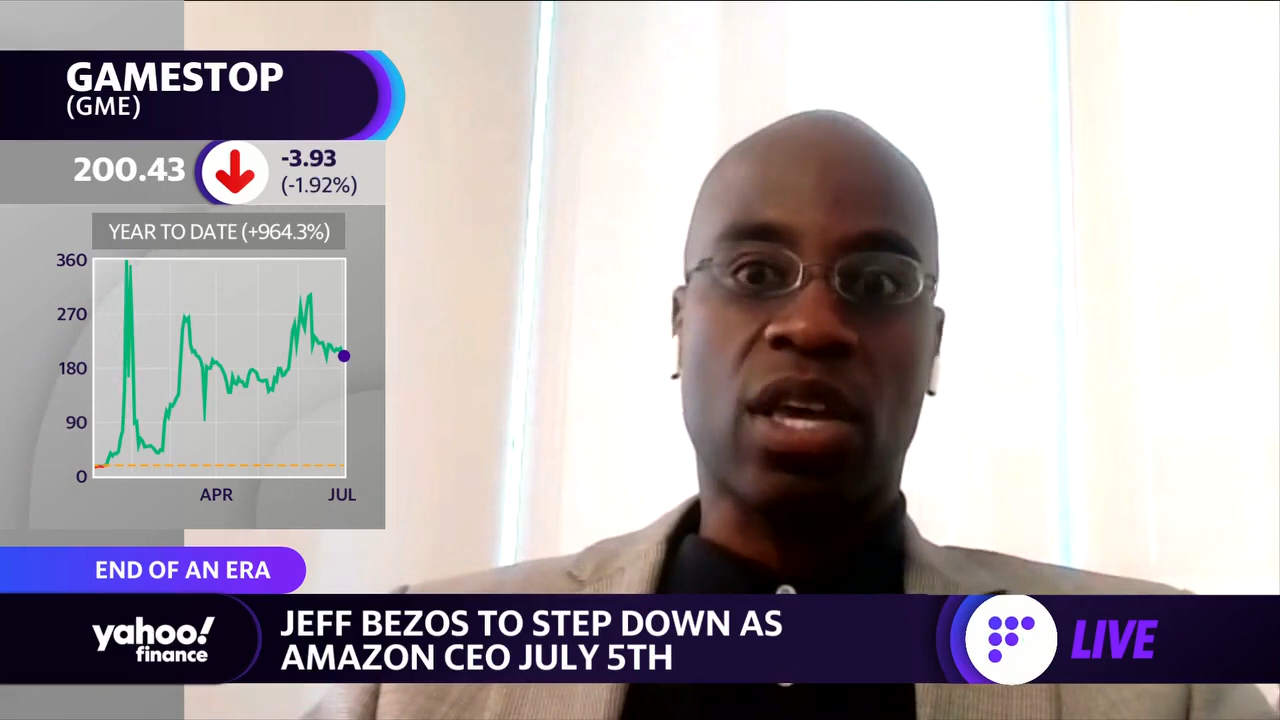 GAMESTOP
(GME)
200.43
-3.93
(-1.92%)
YEAR TO DATE (+964.3%)
360
270
180
90
0
APR
JUL
END OF AN ERA
yahoo!
finance
JEFF BEZOS TO STEP DOWN AS
AMAZON CEO JULY 5TH
LIVE